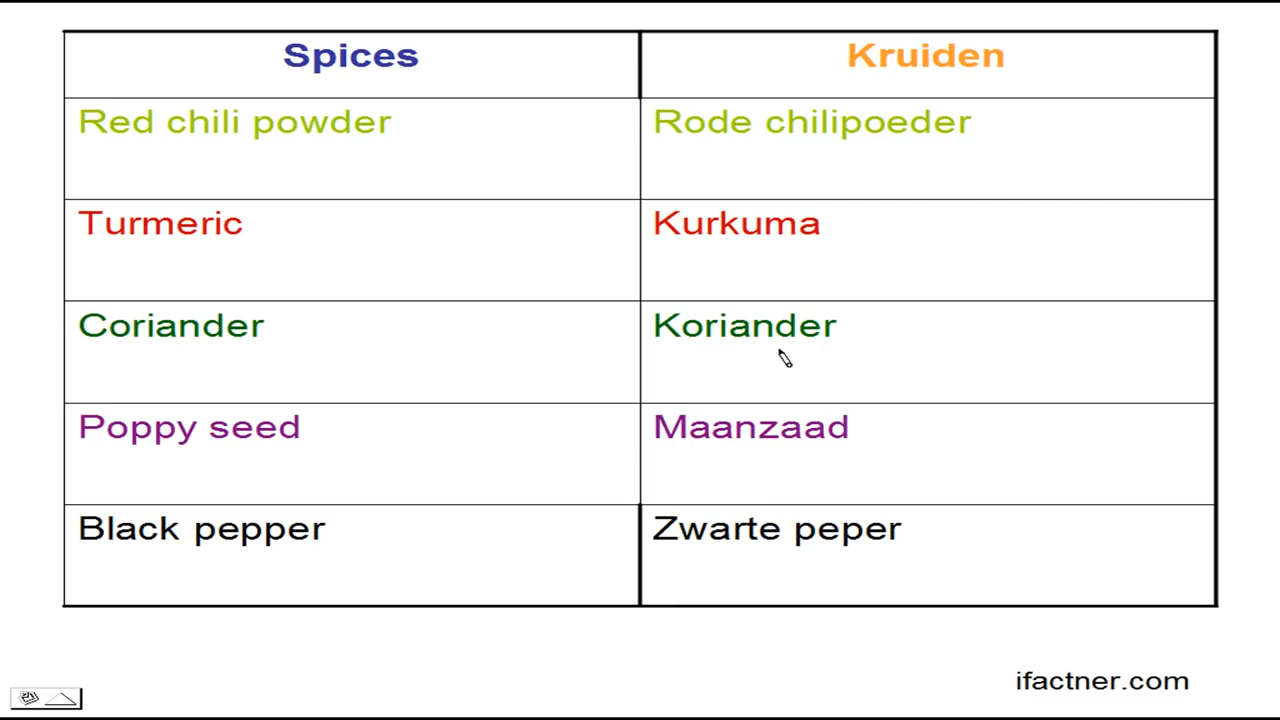 Spices Kruiden
Red chili powder Rode chilipoeder
Turmeric Kurkuma
Coriander Koriander
Poppy seed Maanzaad
Black pepper Zwarte peper
ifactner.com